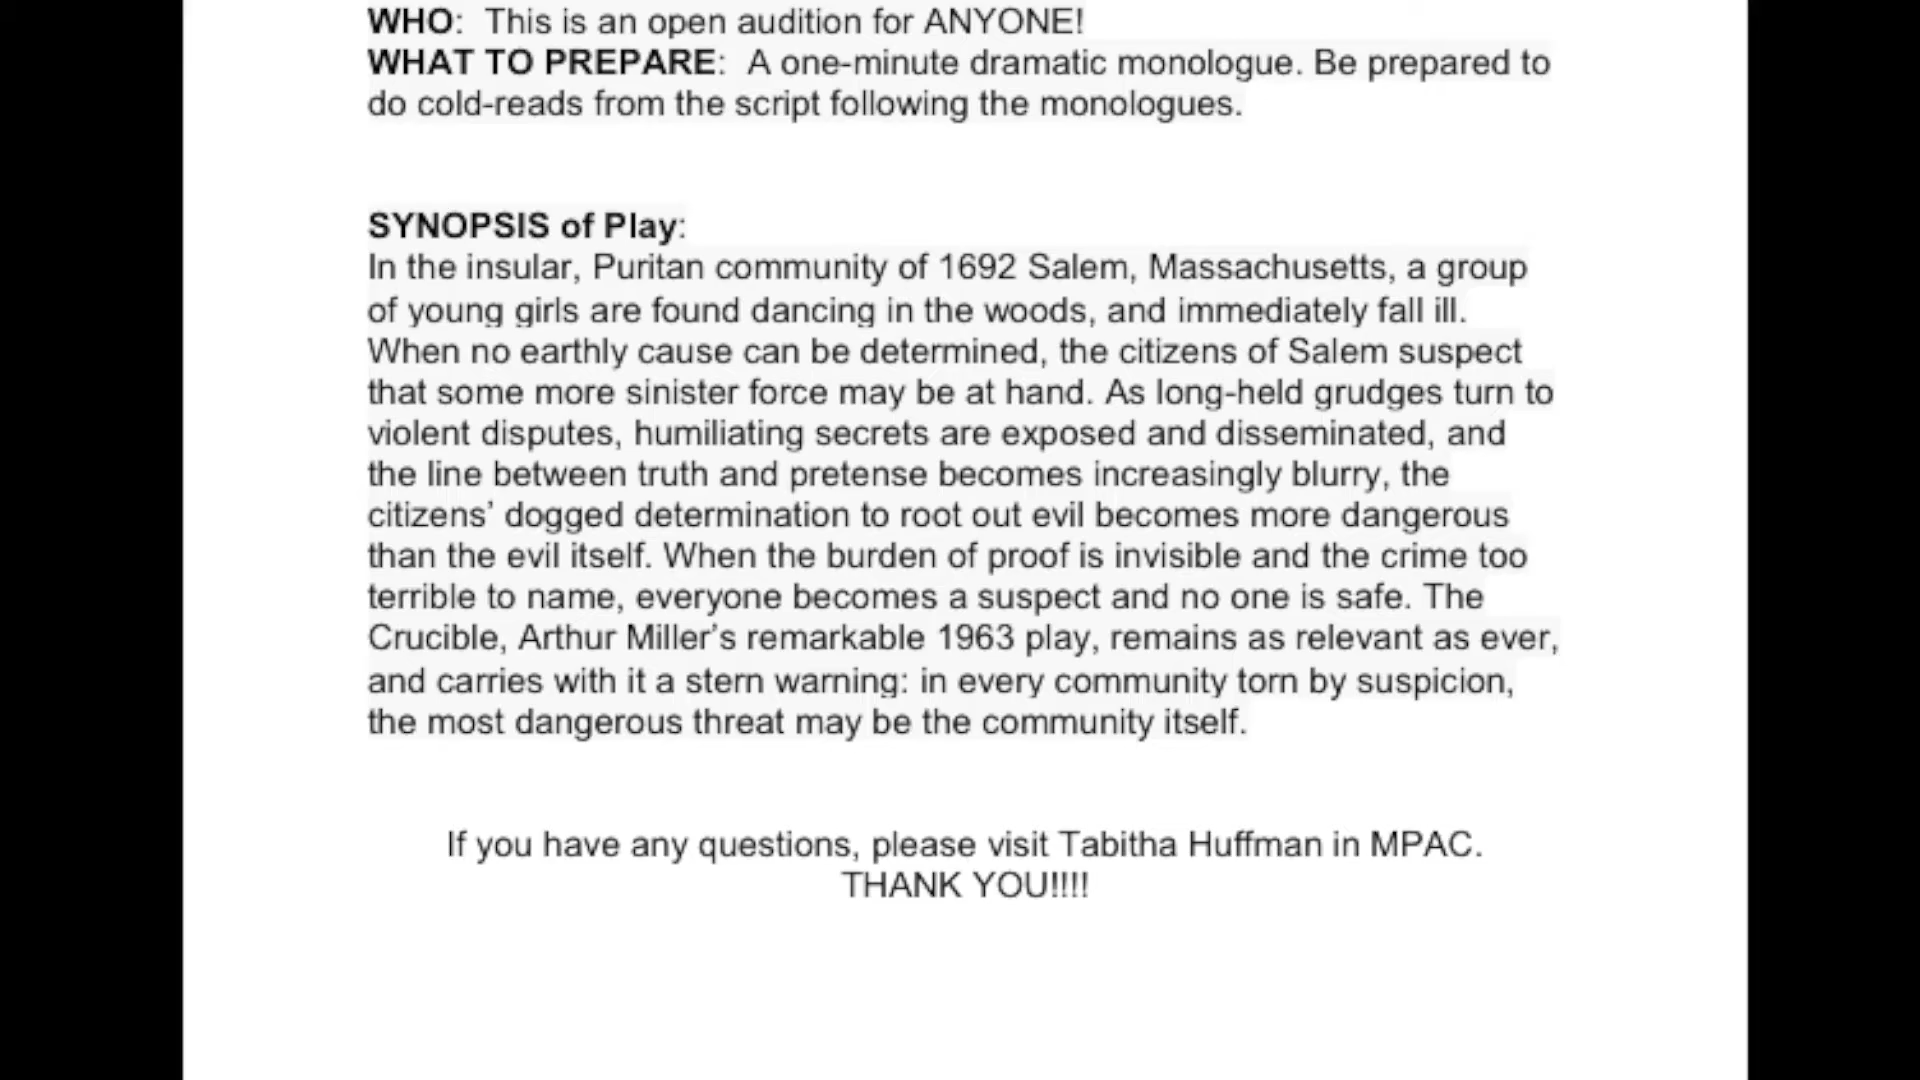 WHO:  This is an open audition for ANYONE!
WHAT TO PREPARE:  A one-minute dramatic monologue. Be prepared to
do cold-reads from the script following the monologues.
SYNOPSIS of Play:
In the insular, Puritan community of 1692 Salem, Massachusetts, a group
of young girls are found dancing in the woods, and immediately fall ill.
When no earthly cause can be determined, the citizens of Salem suspect
that some more sinister force may be at hand. As long-held grudges turn to
violent disputes, humiliating secrets are exposed and disseminated, and
the line between truth and pretense becomes increasingly blurry, the
citizens’ dogged determination to root out evil becomes more dangerous
than the evil itself. When the burden of proof is invisible and the crime too
terrible to name, everyone becomes a suspect and no one is safe. The
Crucible, Arthur Miller’s remarkable 1963 play, remains as relevant as ever,
and carries with it a stern warning: in every community torn by suspicion,
the most dangerous threat may be the community itself.
If you have any questions, please visit Tabitha Huffman in MPAC.
THANK YOU!!!!